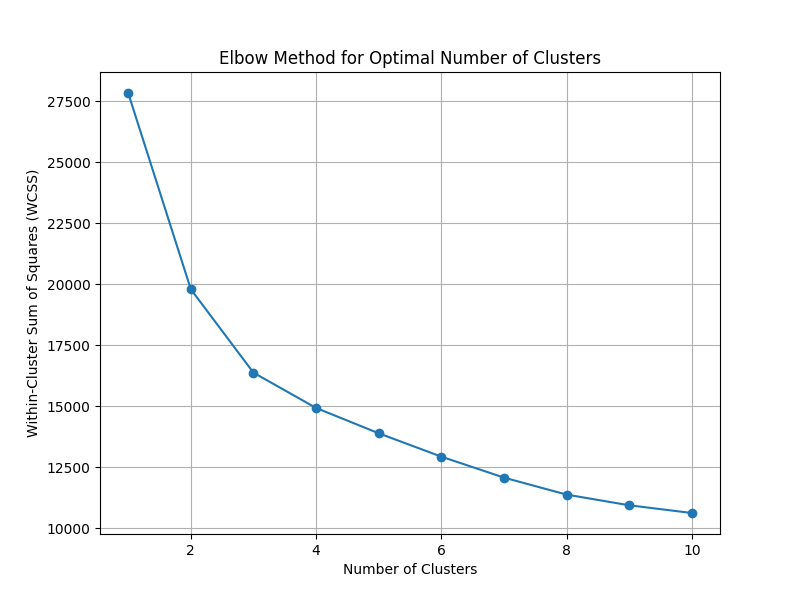 Elbow Method for Optimal Number of Clusters
Within-Cluster Sum of Squares (WCSS)
27500
25000
22500
20000
17500
15000
12500
10000
2 4 6 8 10
Number of Clusters